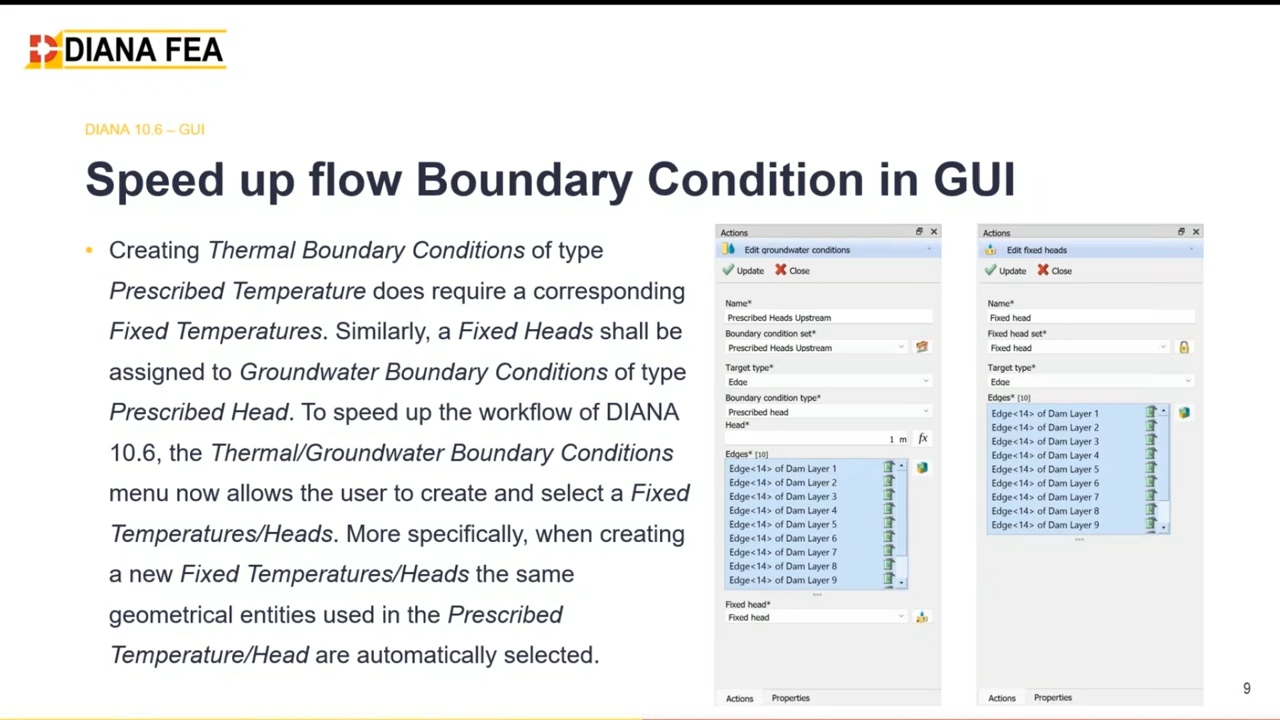 DIANA FEA
DIANA 10.6 – GUI
Speed up flow Boundary Condition in GUI
• Creating Thermal Boundary Conditions of type
Prescribed Temperature does require a corresponding
Fixed Temperatures. Similarly, a Fixed Heads shall be
assigned to Groundwater Boundary Conditions of type
Prescribed Head. To speed up the workflow of DIANA
10.6, the Thermal/Groundwater Boundary Conditions
menu now allows the user to create and select a Fixed
Temperatures/Heads. More specifically, when creating
a new Fixed Temperatures/Heads the same
geometrical entities used in the Prescribed
Temperature/Head are automatically selected.
Actions
Edit groundwater conditions
Update Close
Name*
Prescribed Heads Upstream
Boundary condition set*
Prescribed Heads Upstream
Target type*
Edge
Boundary condition type*
Prescribed head
Head*
1 m fx
Edges* [10]
Edge<14> of Dam Layer 1
Edge<14> of Dam Layer 2
Edge<14> of Dam Layer 3
Edge<14> of Dam Layer 4
Edge<14> of Dam Layer 5
Edge<14> of Dam Layer 6
Edge<14> of Dam Layer 7
Edge<14> of Dam Layer 8
Edge<14> of Dam Layer 9
Fixed head*
Fixed head
Actions Properties
Actions
Edit fixed heads
Update Close
Name*
Fixed head
Fixed head set*
Fixed head
Target type*
Edge
Edges* [10]
Edge<14> of Dam Layer 1
Edge<14> of Dam Layer 2
Edge<14> of Dam Layer 3
Edge<14> of Dam Layer 4
Edge<14> of Dam Layer 5
Edge<14> of Dam Layer 6
Edge<14> of Dam Layer 7
Edge<14> of Dam Layer 8
Edge<14> of Dam Layer 9
Actions Properties
9